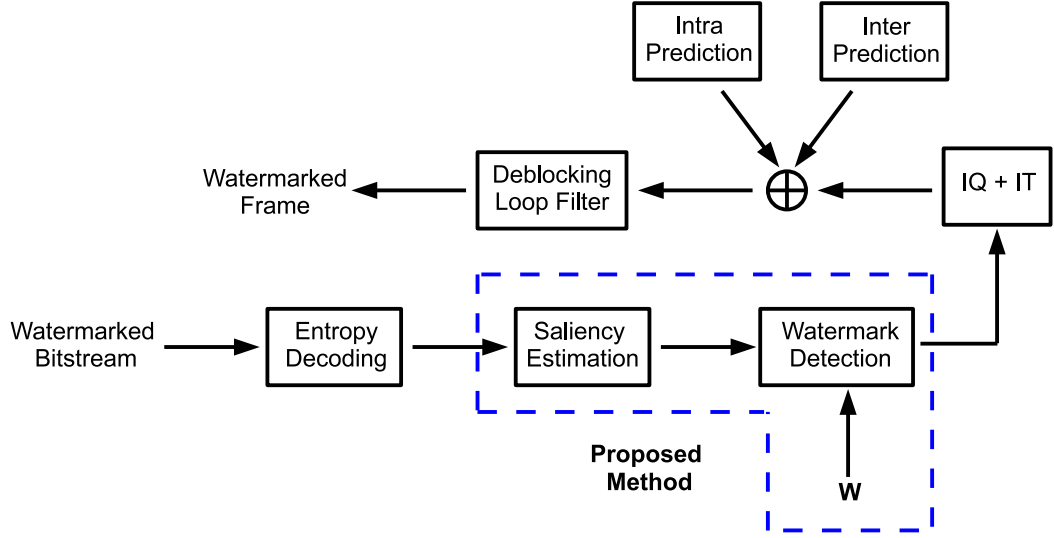 Intra
Prediction
Inter
Prediction
Watermarked
Frame
Deblocking
Loop Filter
IQ + IT
Watermarked
Bitstream
Entropy
Decoding
Saliency
Estimation
Watermark
Detection
Proposed
Method
W